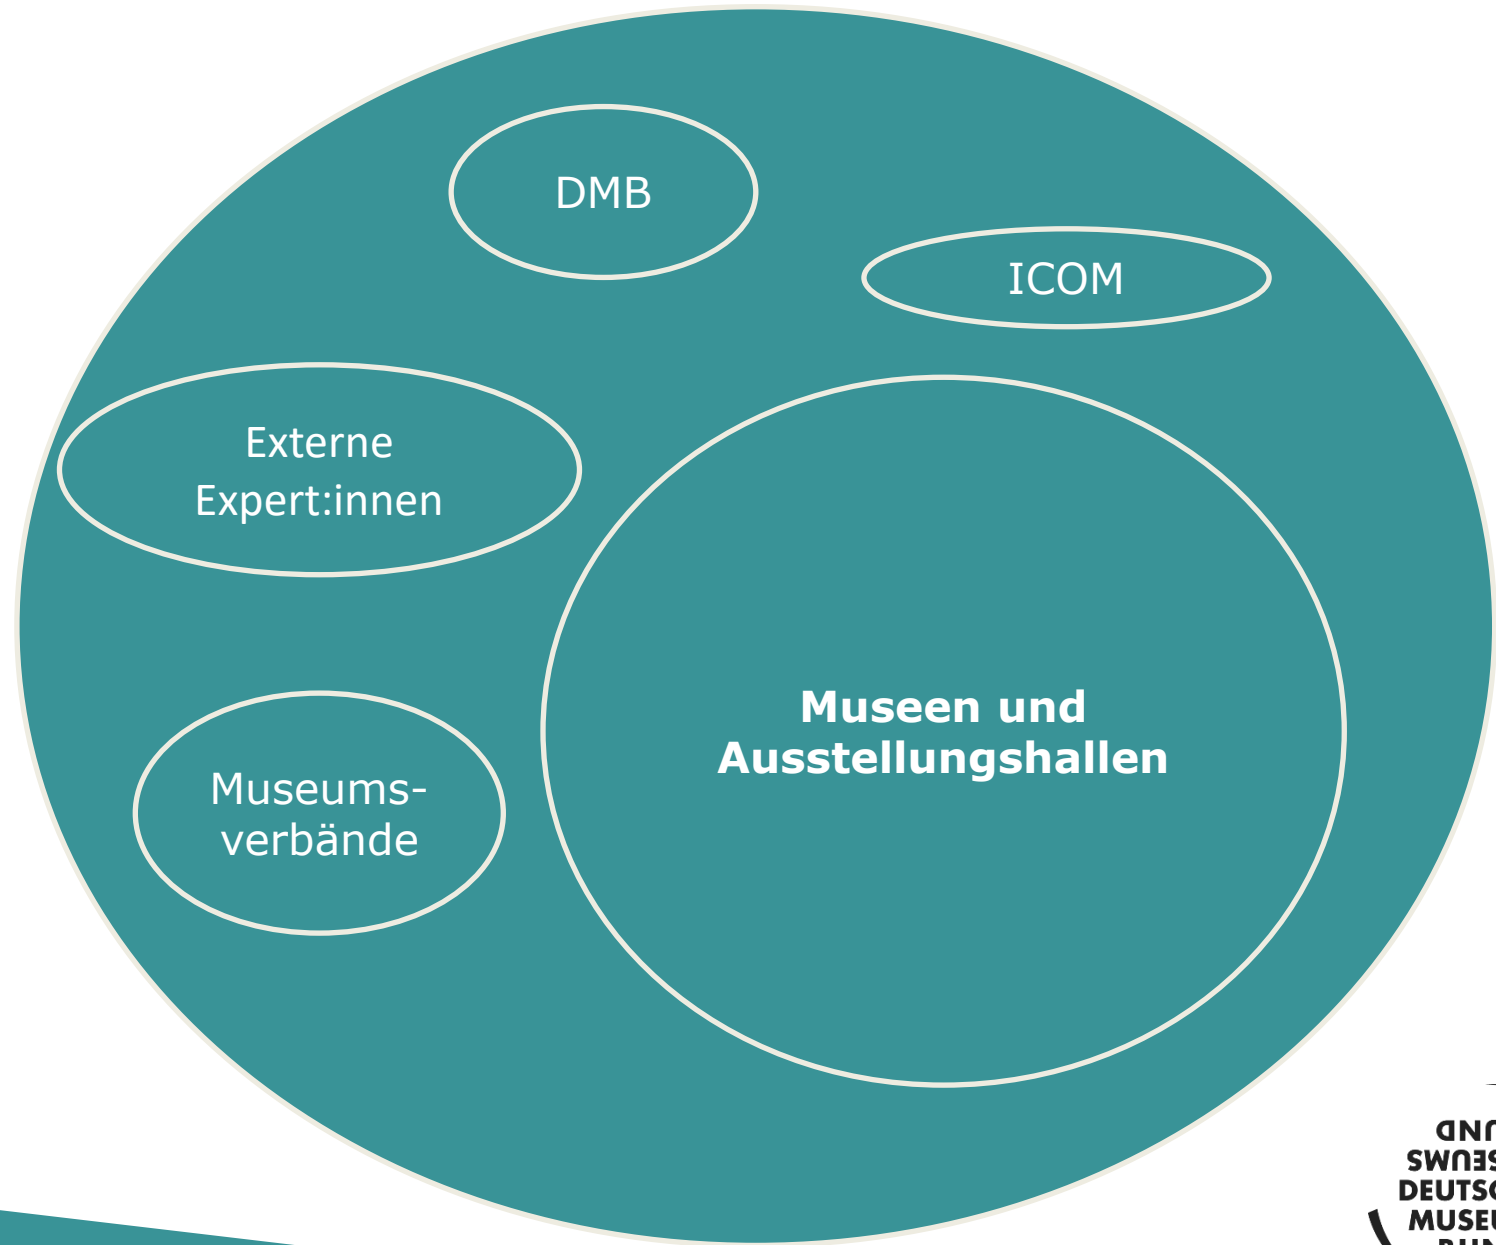 DMB
ICOM
Externe
Expert:innen
Museen und
Ausstellungshallen
Museums-
verbände